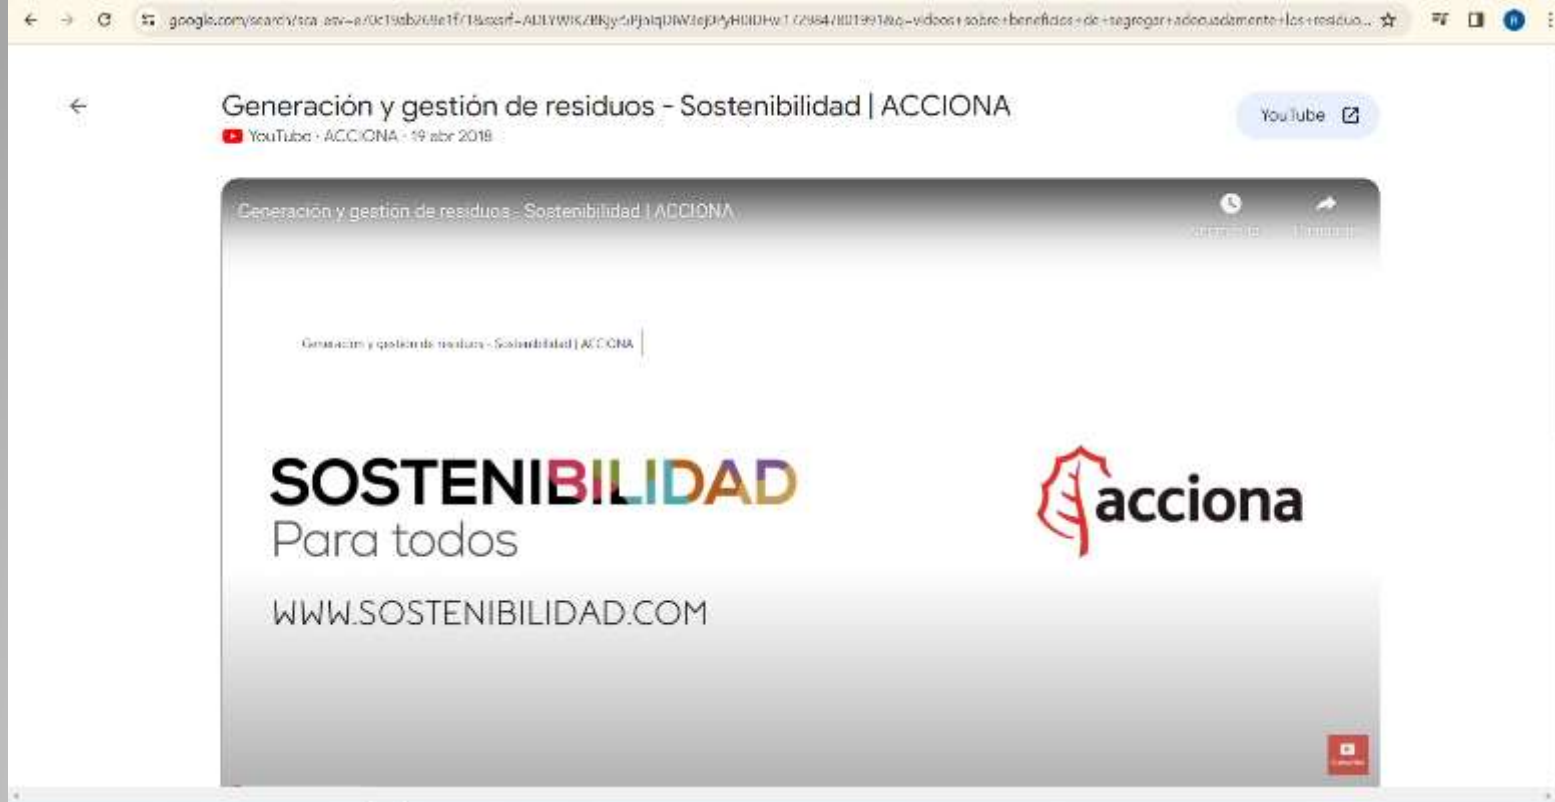 Generación y gestión de residuos - Sostenibilidad | ACCIONA
YouTube
YouTube · ACCIONA · 19 abr 2018
Generación y gestión de residuos - Sostenibilidad | ACCIONA
Generación y gestión de residuos - Sostenibilidad | ACCIONA
SOSTENIBILIDAD
Para todos
acciona
WWW.SOSTENIBILIDAD.COM